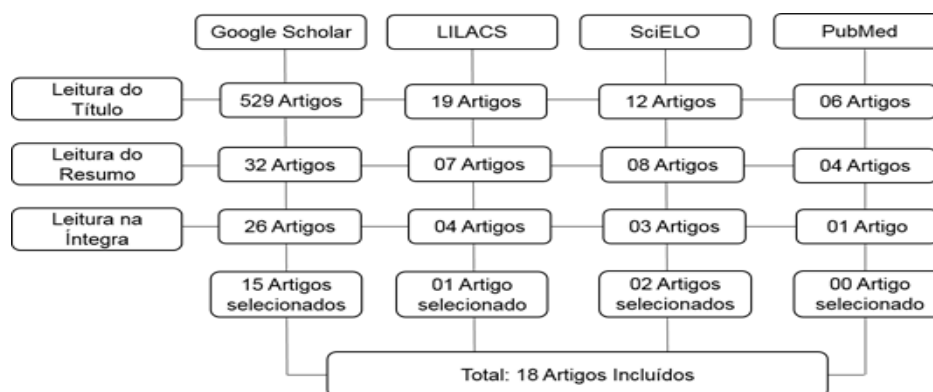 Google Scholar
LILACS
SciELO
PubMed
Leitura do
Título
529 Artigos
19 Artigos
12 Artigos
06 Artigos
Leitura do
Resumo
32 Artigos
07 Artigos
08 Artigos
04 Artigos
Leitura na
Íntegra
26 Artigos
04 Artigos
03 Artigos
01 Artigo
15 Artigos
selecionados
01 Artigo
selecionado
02 Artigos
selecionados
00 Artigo
selecionado
Total: 18 Artigos Incluídos